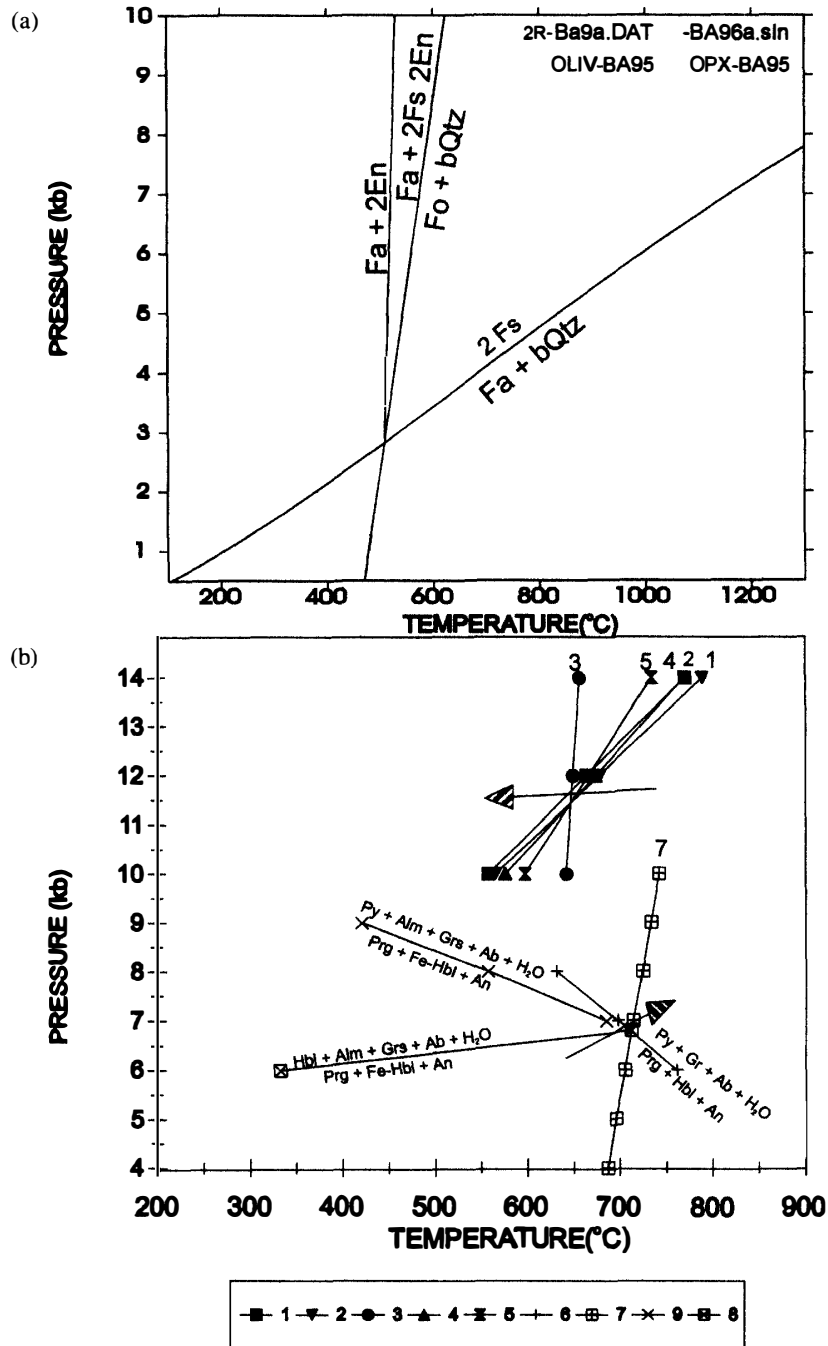 (a)
2R-Ba9a.DAT -BA96a.sln
OLIV-BA95 OPX-BA95
PRESSURE (kb)
10
9
8
7
6
5
4
3
2
1
Fa + 2En
Fa + 2Fs 2En
Fo + bQtz
2 Fs
Fa + bQtz
200 400 600 800 1000 1200
TEMPERATURE(°C)
(b)
PRESSURE (kb)
14
13
12
11
10
9
8
7
6
5
4
3 5 4 2 1
7
Py + Alm + Grs + Ab + H₂O
Prg + Fe-Hbl + An
Hbl + Alm + Grs + Ab + H₂O
Prg + Fe-Hbl + An
Py + Gr + Ab + H₂O
Prg + Hbl + An
200 300 400 500 600 700 800 900
TEMPERATURE(°C)
1 2 3 4 5 6 7 9 8